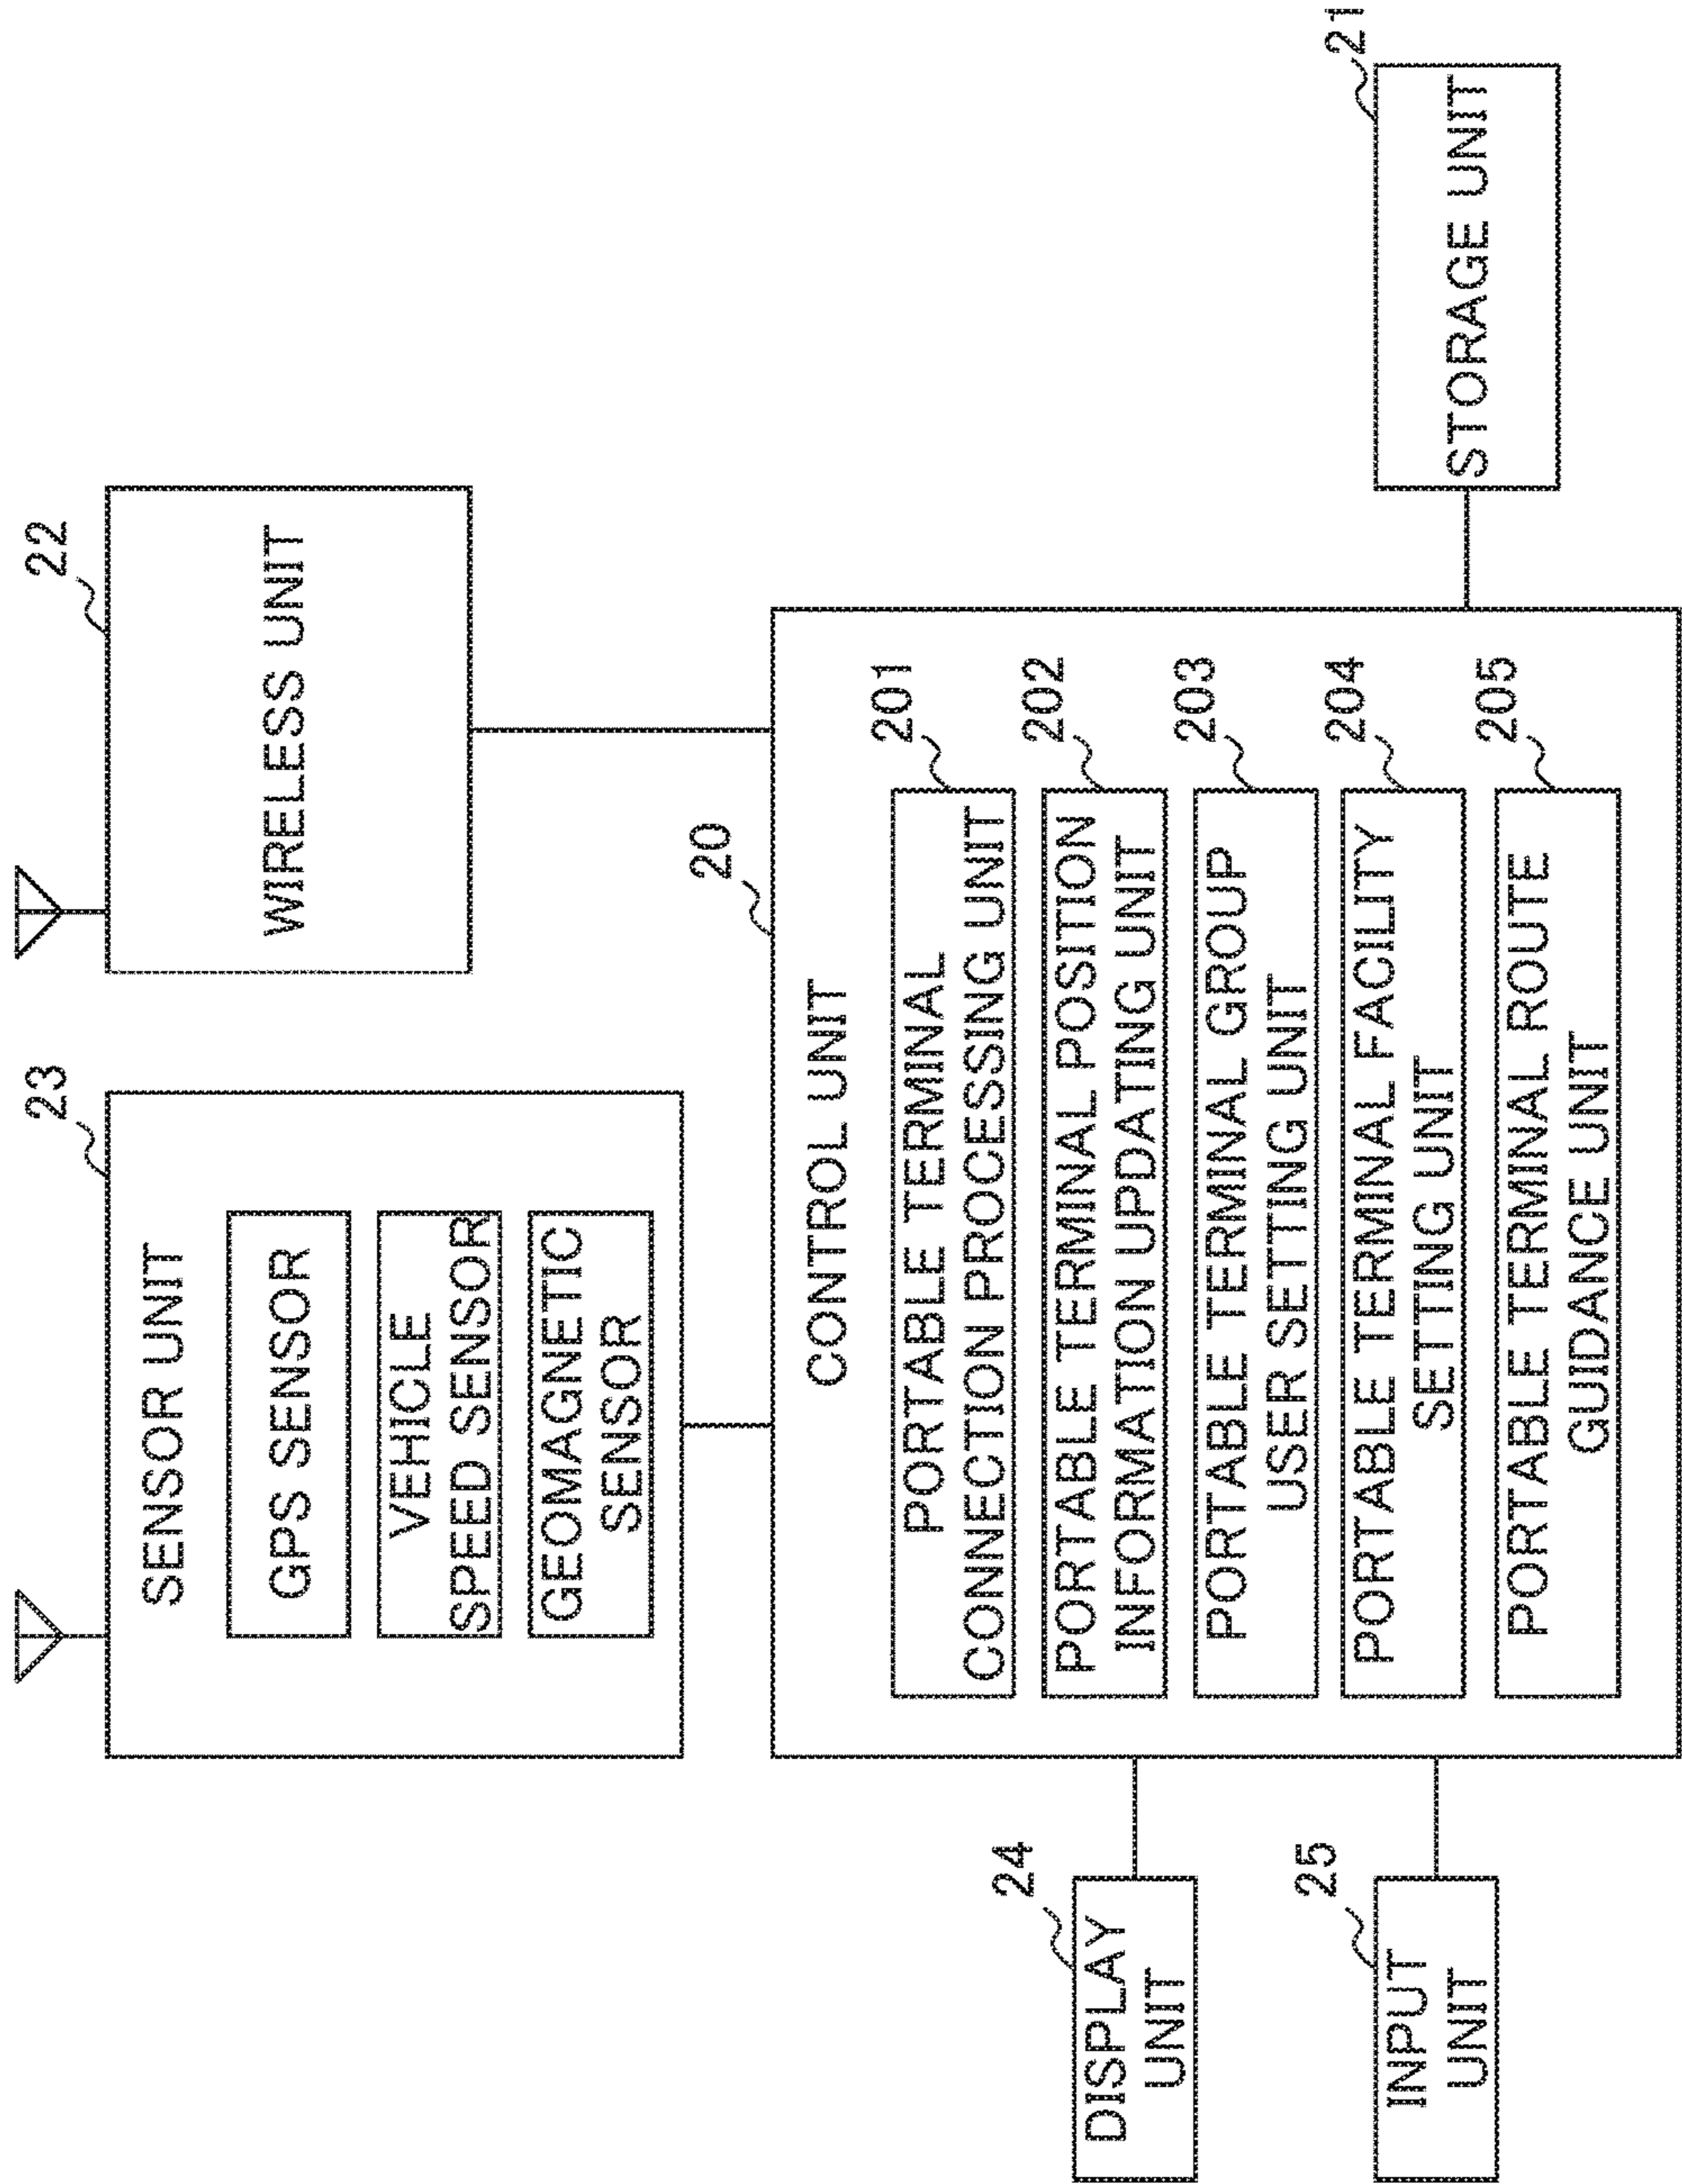 23
SENSOR UNIT
GPS SENSOR
VEHICLE
SPEED SENSOR
GEOMAGNETIC
SENSOR
22
WIRELESS UNIT
20
CONTROL UNIT
PORTABLE TERMINAL
CONNECTION PROCESSING UNIT
201
PORTABLE TERMINAL POSITION
INFORMATION UPDATING UNIT
202
PORTABLE TERMINAL GROUP
USER SETTING UNIT
203
PORTABLE TERMINAL FACILITY
SETTING UNIT
204
PORTABLE TERMINAL ROUTE
GUIDANCE UNIT
205
24
DISPLAY
UNIT
25
INPUT
UNIT
21
STORAGE UNIT